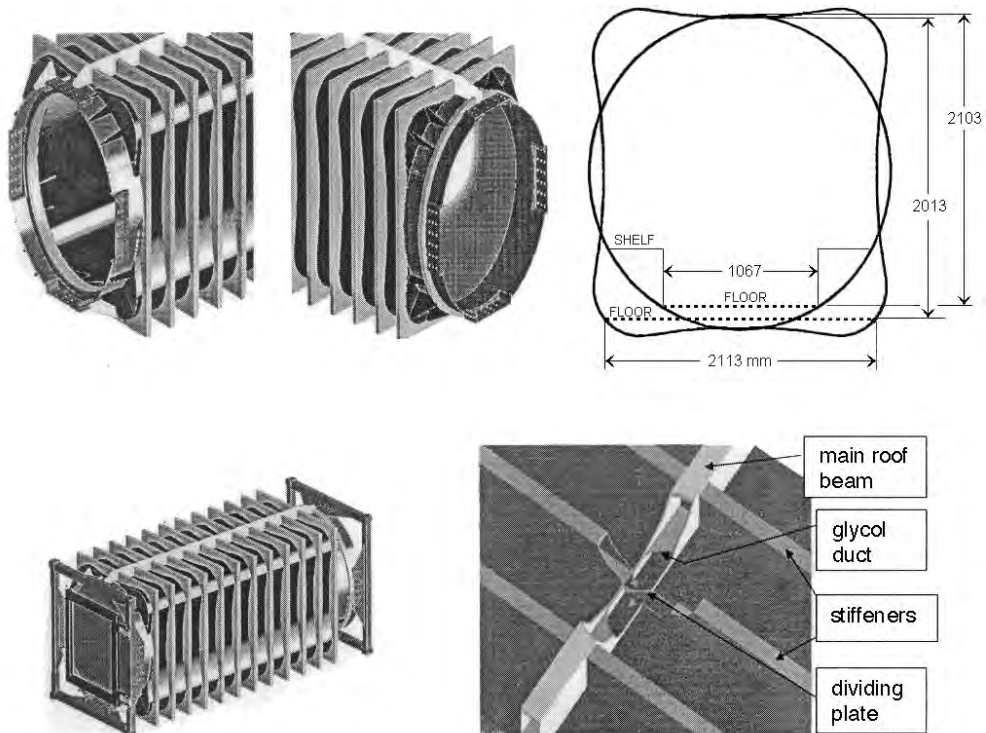 2103
2013
SHELF
1067
FLOOR
FLOOR
2113 mm
main roof
beam
glycol
duct
stiffeners
dividing
plate